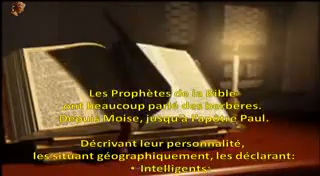 Les Prophètes de la Bible
ont beaucoup parlé des berbères.
Depuis Moise, jusqu'à l'apôtre Paul.
Décrivant leur personnalité,
les situant géographiquement, les déclarant:
• Intelligents;